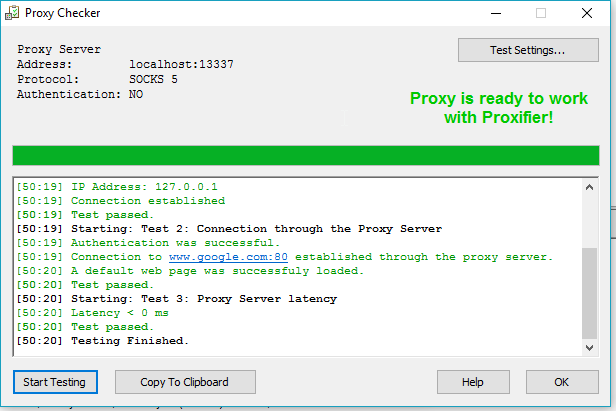 Proxy Checker
Proxy Server
Address: localhost:13337
Protocol: SOCKS 5
Authentication: NO
Test Settings...
Proxy is ready to work
with Proxifier!
[50:19] IP Address: 127.0.0.1
[50:19] Connection established
[50:19] Test passed.
[50:19] Starting: Test 2: Connection through the Proxy Server
[50:19] Authentication was successful.
[50:19] Connection to www.google.com:80 established through the proxy server.
[50:20] A default web page was successfuly loaded.
[50:20] Test passed.
[50:20] Starting: Test 3: Proxy Server latency
[50:20] Latency < 0 ms
[50:20] Test passed.
[50:20] Testing Finished.
Start Testing
Copy To Clipboard
Help
OK